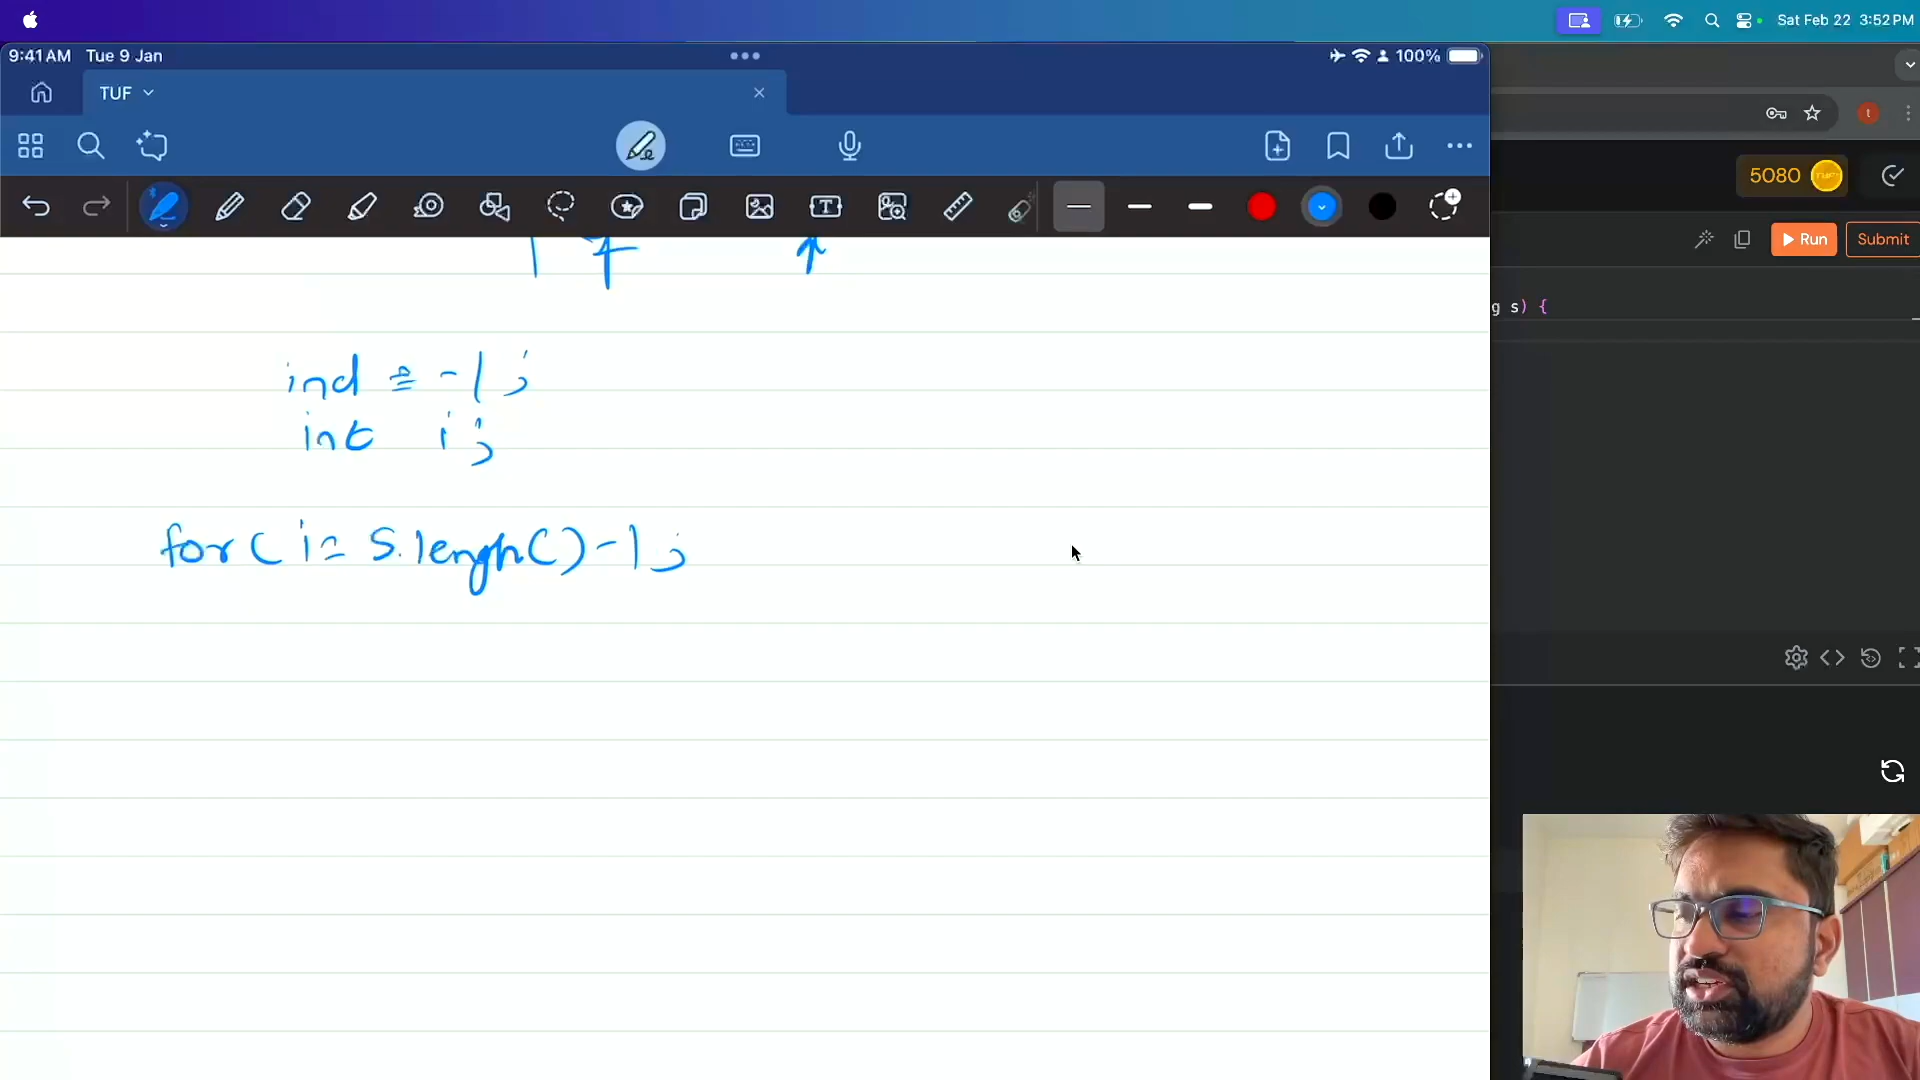 Sat Feb 22 3:52 PM
9:41 AM Tue 9 Jan
100%
TUF
t
5080
T
Run
Submit
g s) {
ind = -1 ;
int i ;
for ( i = S.lengh() - 1 ;